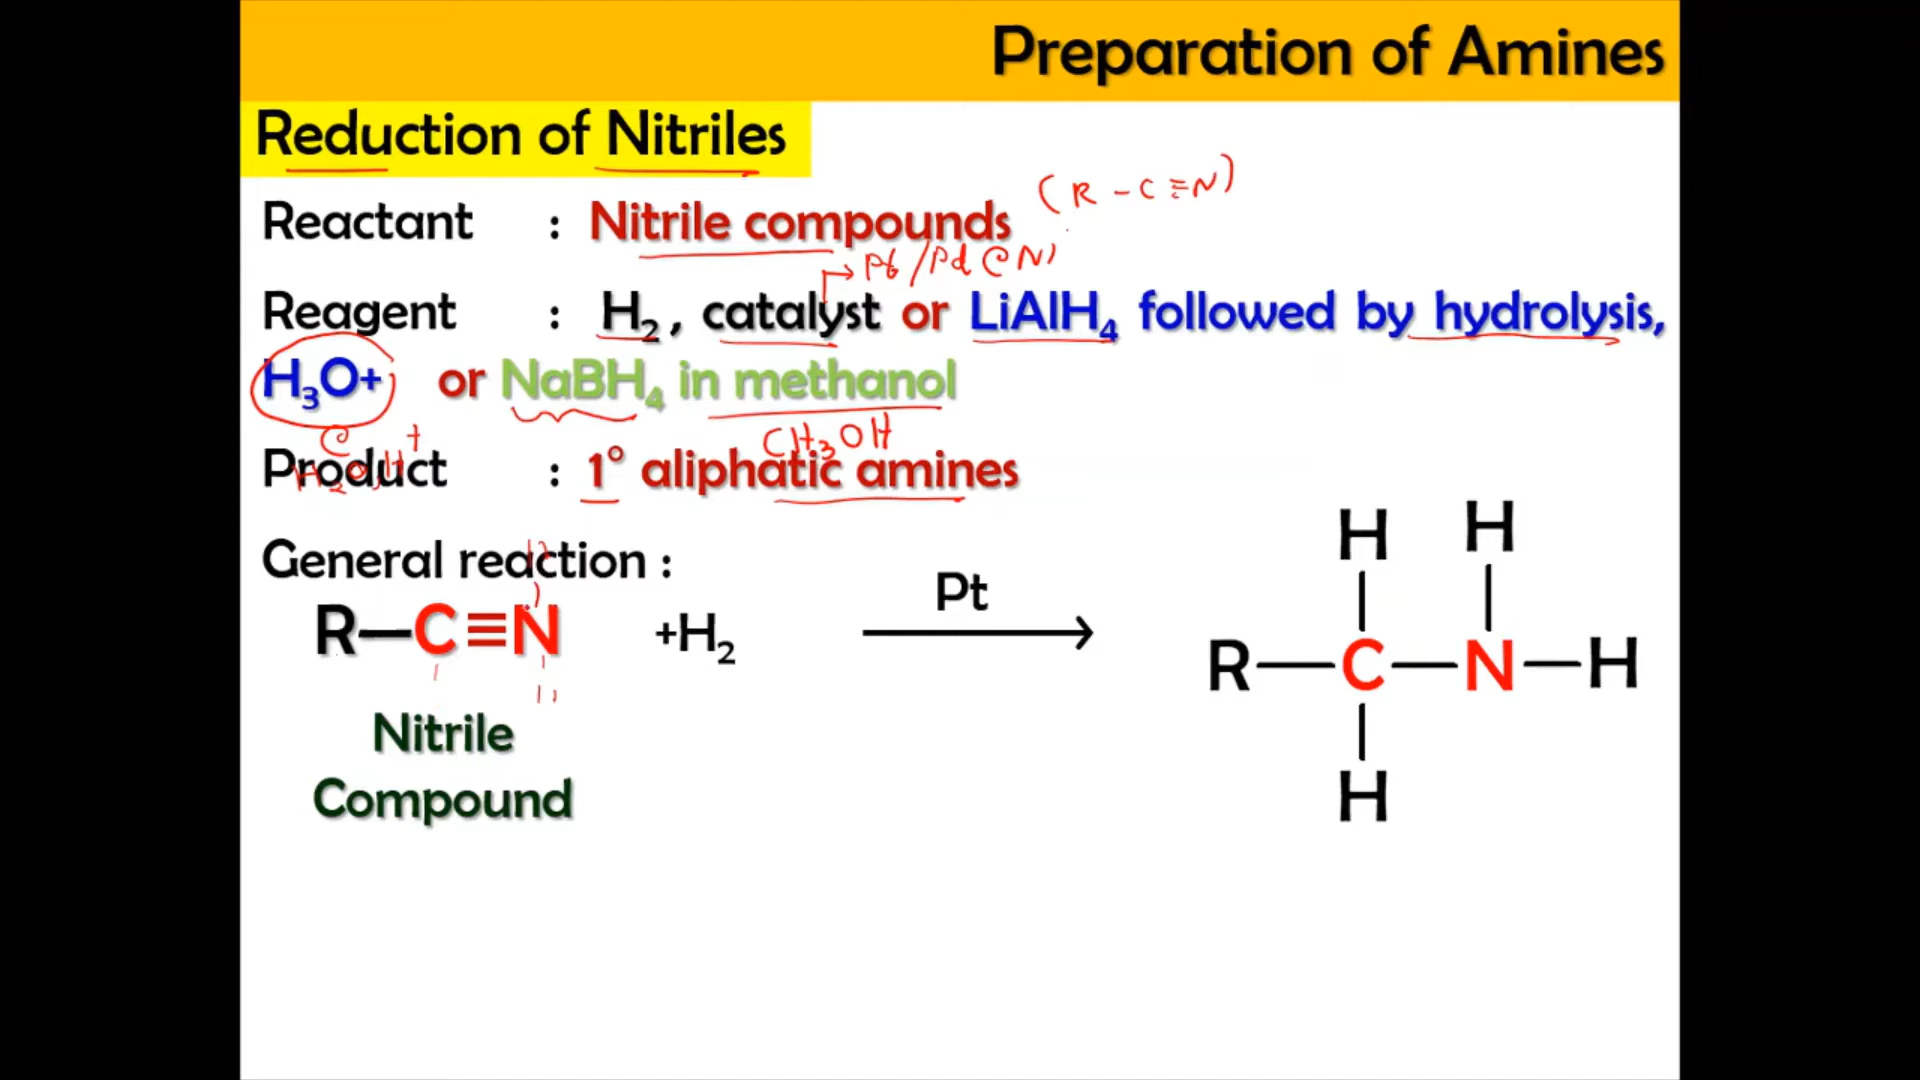 Preparation of Amines
Reduction of Nitriles
(R - C ≡ N)
Reactant : Nitrile compounds
→ Pt / Pd @ Ni
Reagent : H₂ , catalyst or LiAlH₄ followed by hydrolysis,
H₃O+ or NaBH₄ in methanol
CH₃OH
@
H₂O, H⁺
Product : 1° aliphatic amines
General reaction :
R—C≡N +H₂ Pt
Nitrile
Compound
H H
R—C—N—H
H